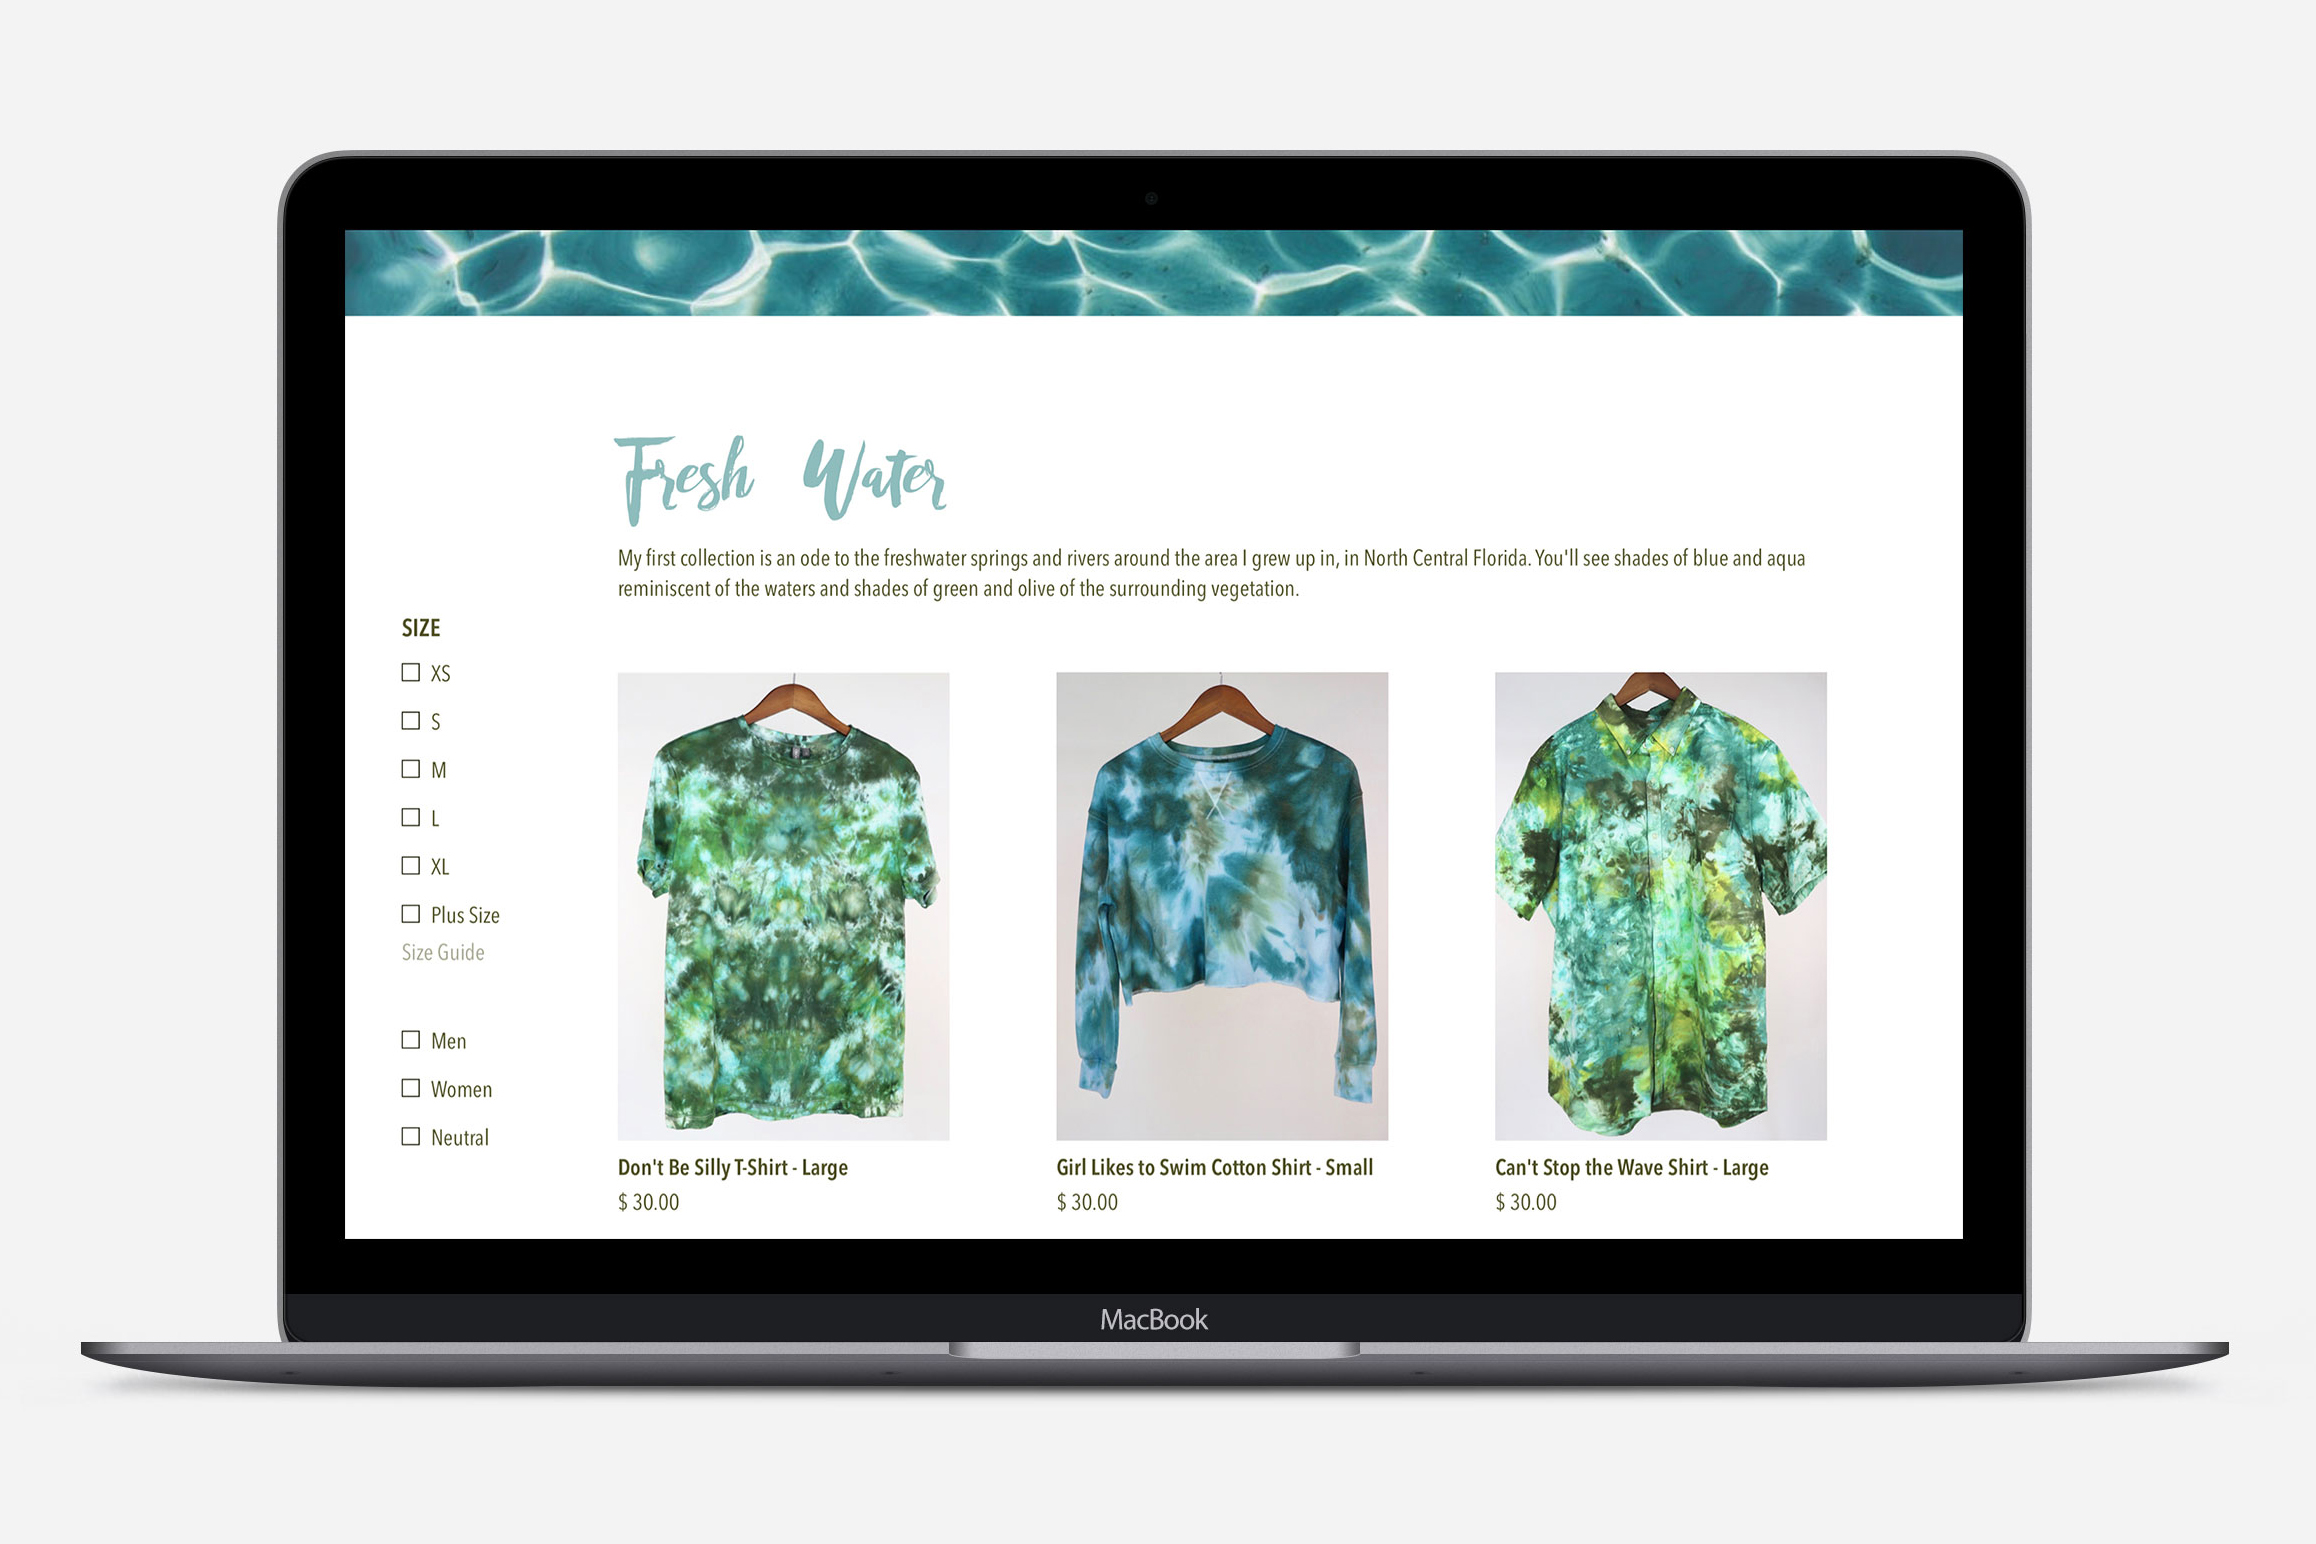 Fresh Water
My first collection is an ode to the freshwater springs and rivers around the area I grew up in, in North Central Florida. You'll see shades of blue and aqua
reminiscent of the waters and shades of green and olive of the surrounding vegetation.
SIZE
XS
S
M
L
XL
Plus Size
Size Guide
Men
Women
Neutral
Don't Be Silly T-Shirt - Large
$ 30.00
Girl Likes to Swim Cotton Shirt - Small
$ 30.00
Can't Stop the Wave Shirt - Large
$ 30.00
MacBook